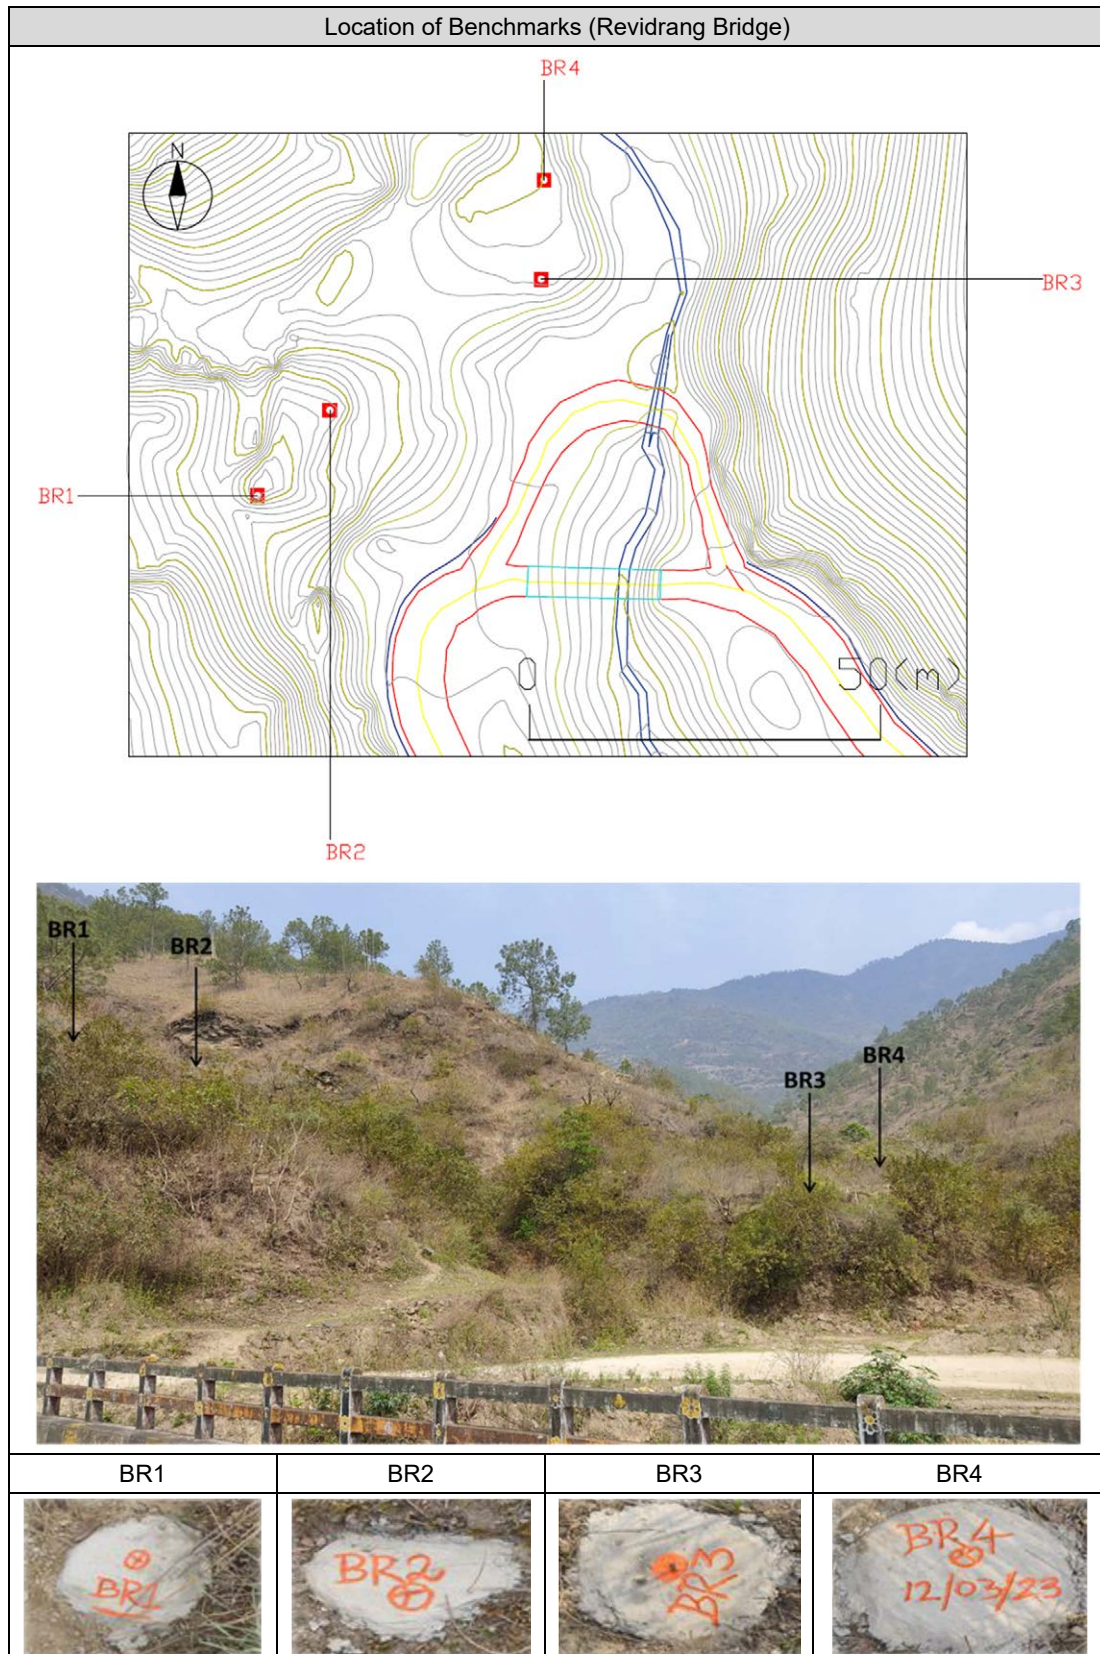 Location of Benchmarks (Revidrang Bridge)
BR4
N
BR3
BR1
0 50(m)
BR2
BR1
BR2
BR4
BR3
BR1 BR2 BR3 BR4
BR1
BR2
BR3
BR4
12/03/23